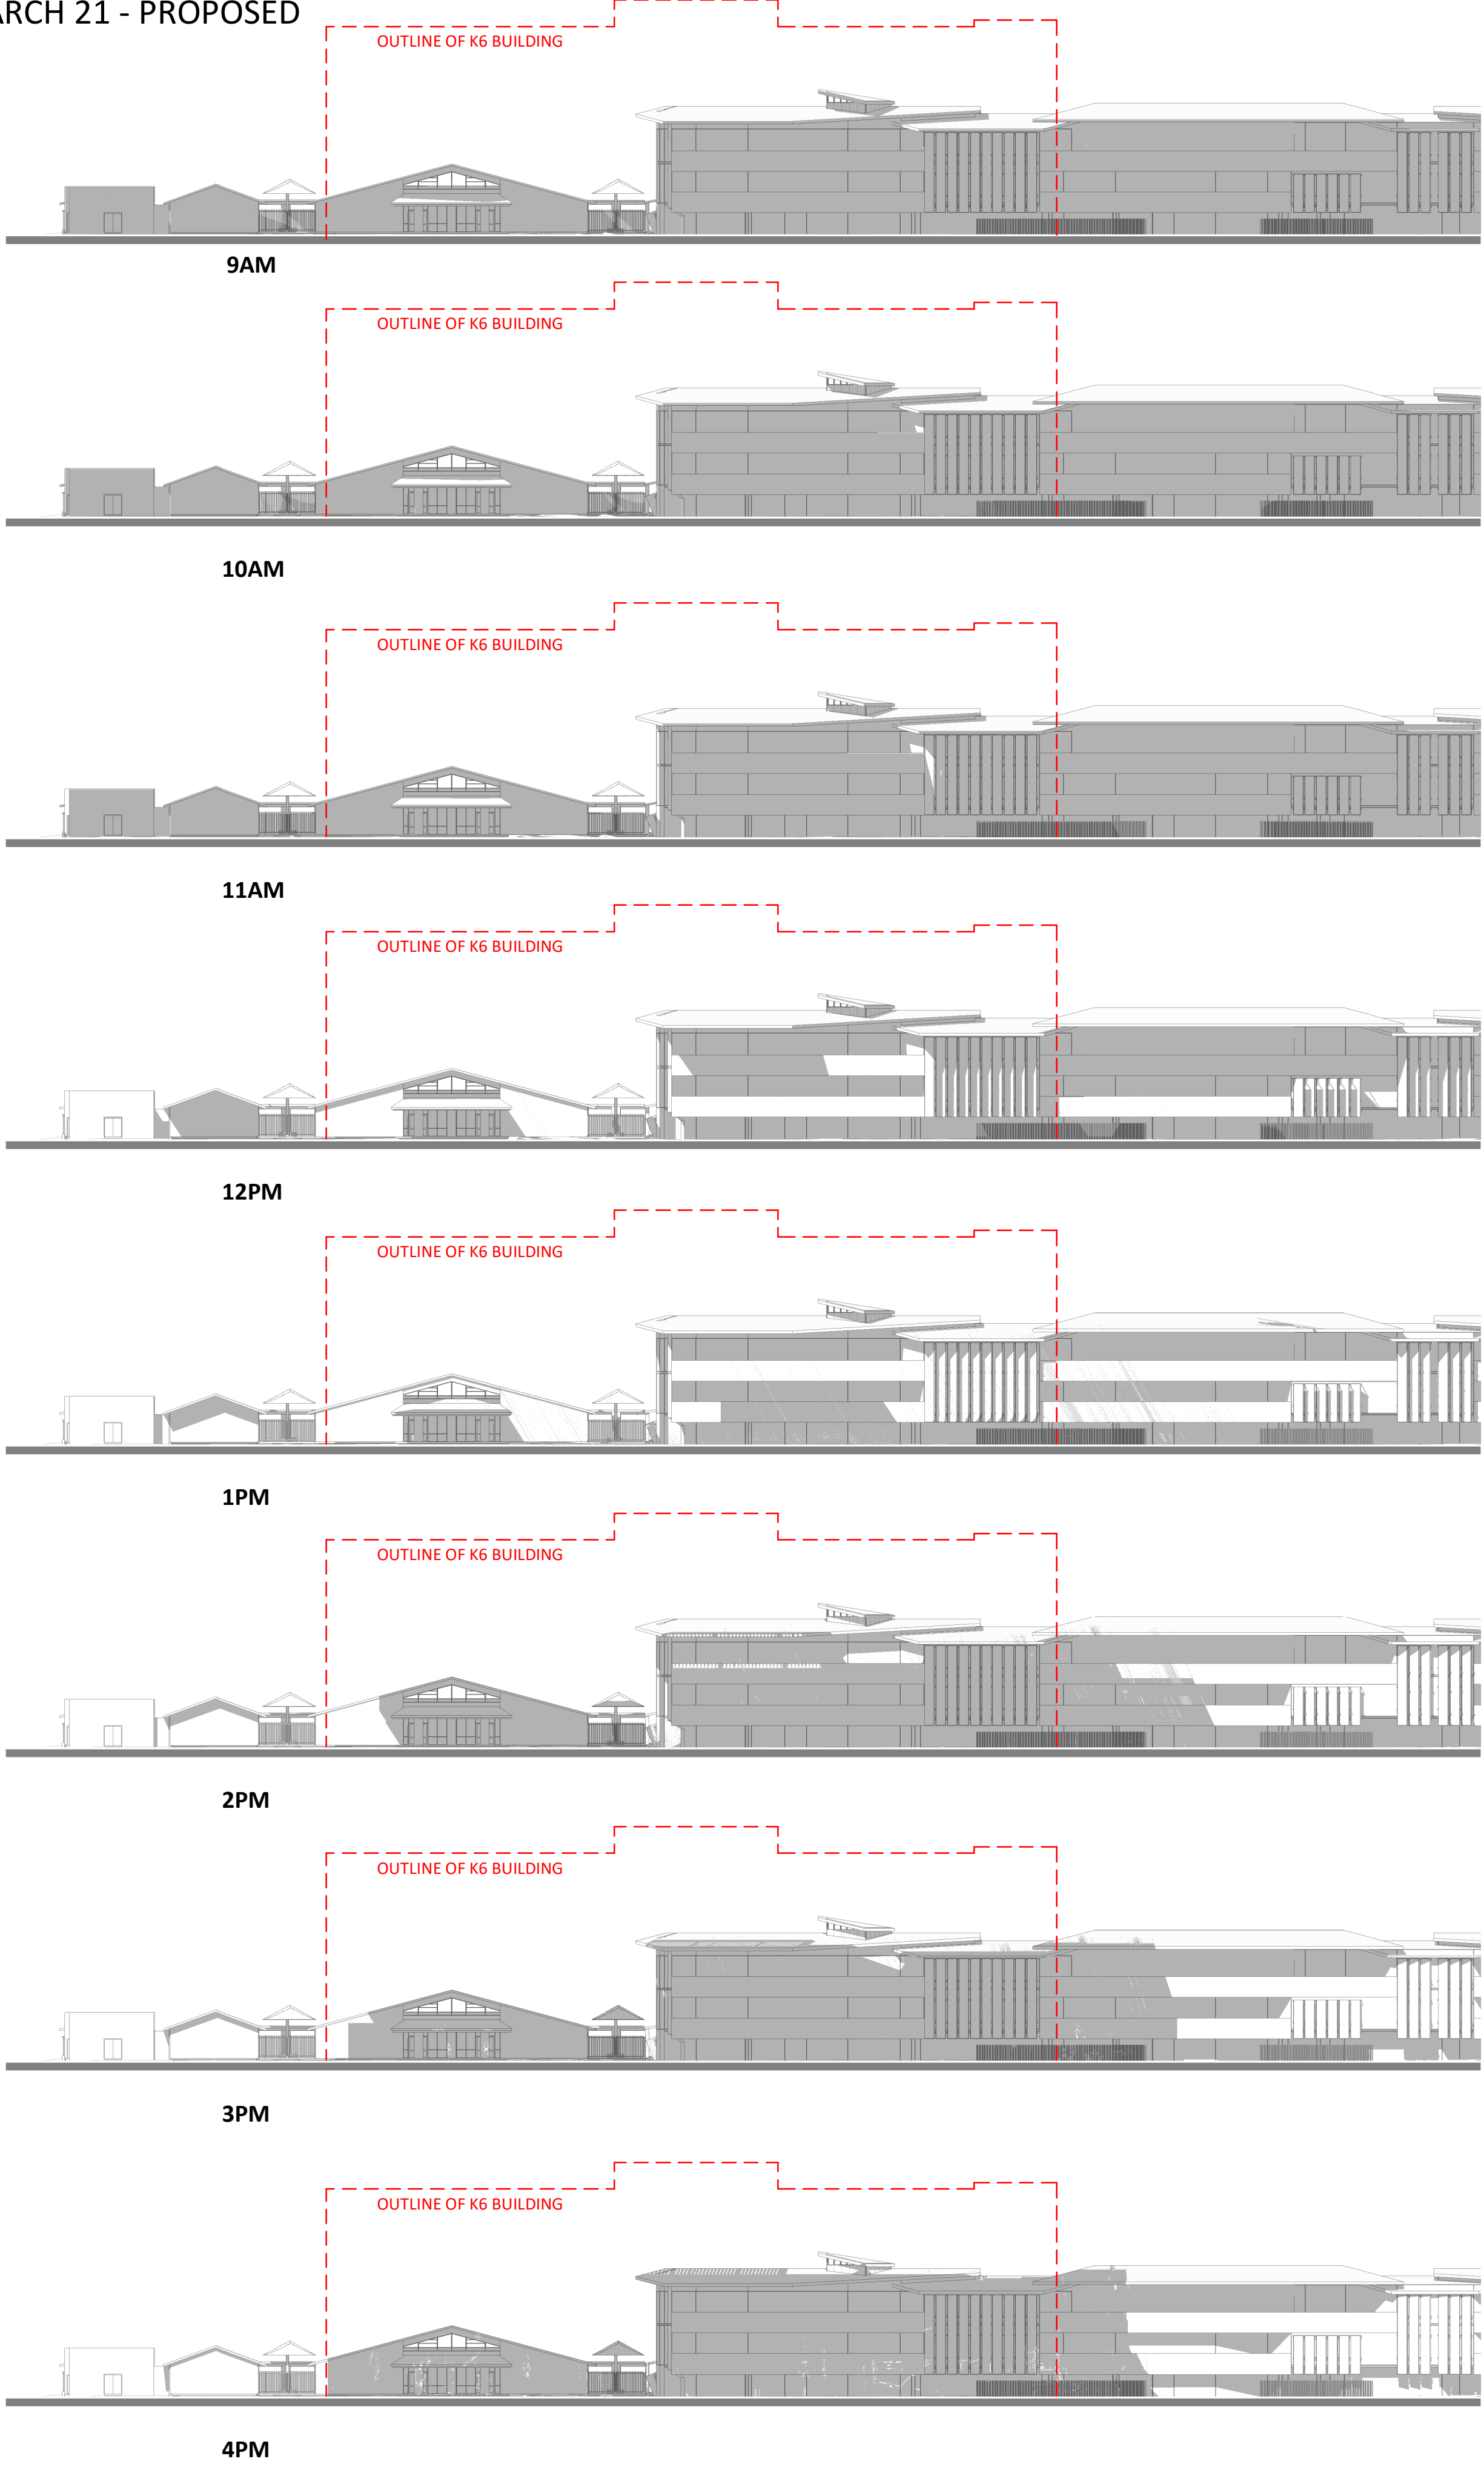 ARCH 21 - PROPOSED
OUTLINE OF K6 BUILDING
9AM
OUTLINE OF K6 BUILDING
10AM
OUTLINE OF K6 BUILDING
11AM
OUTLINE OF K6 BUILDING
12PM
OUTLINE OF K6 BUILDING
1PM
OUTLINE OF K6 BUILDING
2PM
OUTLINE OF K6 BUILDING
3PM
OUTLINE OF K6 BUILDING
4PM